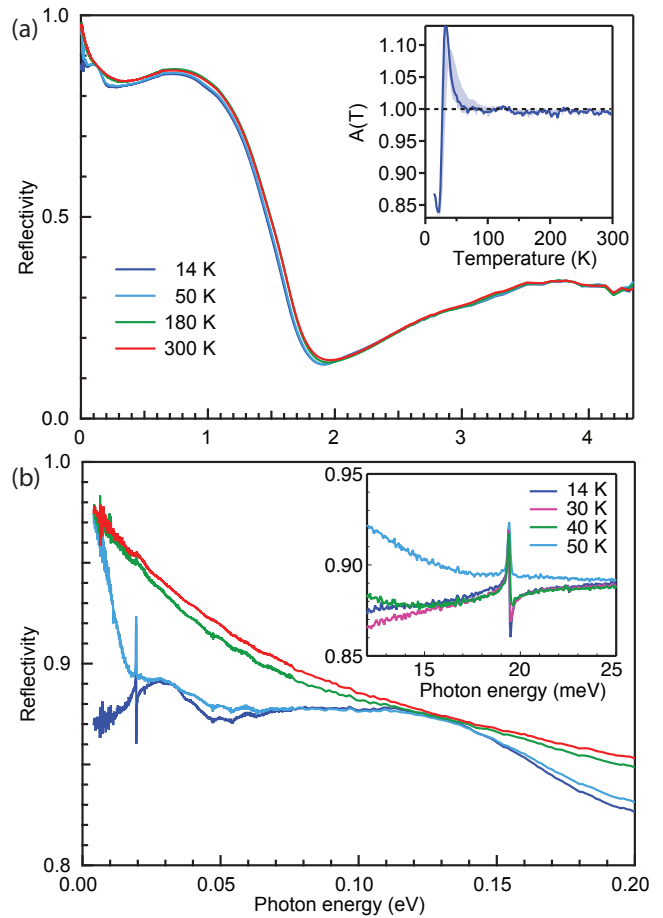 (a)
1.0
0.5
0.0
Reflectivity
14 K
50 K
180 K
300 K
0 1 2 3 4
1.10
1.05
1.00
0.95
0.90
0.85
A(T)
0 100 200 300
Temperature (K)
(b)
1.0
0.9
0.8
Reflectivity
0.00 0.05 0.10 0.15 0.20
Photon energy (eV)
0.95
0.90
0.85
14 K
30 K
40 K
50 K
15 20 25
Photon energy (meV)